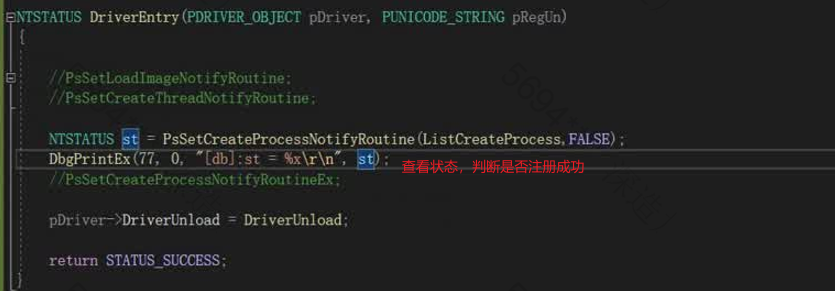 NTSTATUS DriverEntry(PDRIVER_OBJECT pDriver, PUNICODE_STRING pRegUn)
{
//PsSetLoadImageNotifyRoutine;
//PsSetCreateThreadNotifyRoutine;
NTSTATUS st = PsSetCreateProcessNotifyRoutine(ListCreateProcess,FALSE);
DbgPrintEx(77, 0, "[db]:st = %x\r\n", st); 查看状态，判断是否注册成功
//PsSetCreateProcessNotifyRoutineEx;
pDriver->DriverUnload = DriverUnload;
return STATUS_SUCCESS;
}